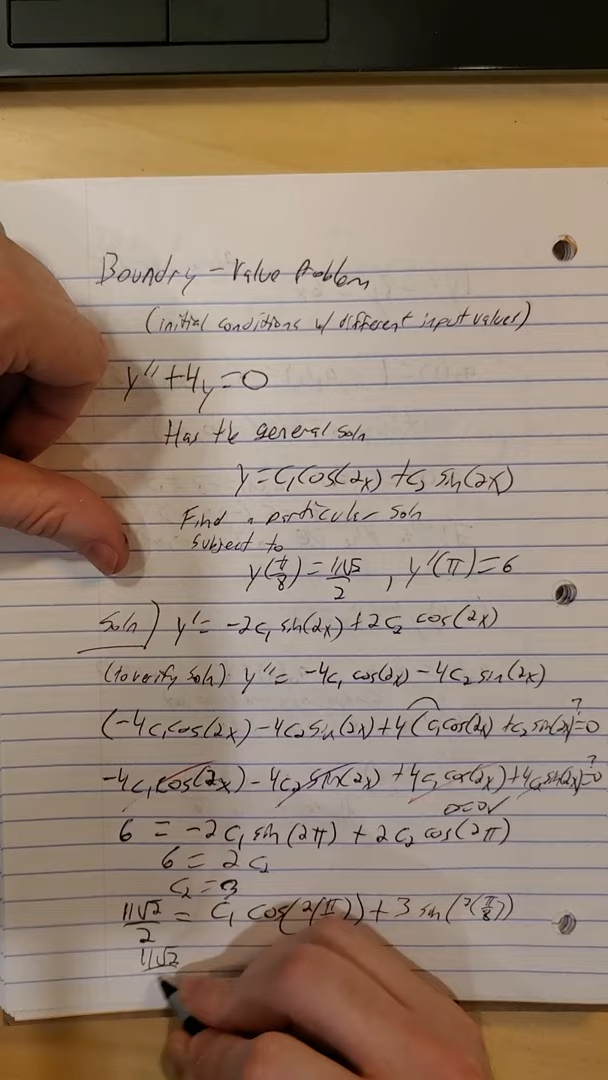 Boundry - Value Problem
(initial conditions w/ different input values)
y'' + 4y = 0
Has the general soln
y = c₁ cos(2x) + c₂ sin(2x)
Find a particular soln
subject to
y(π/8) = 11√2/2 , y'(π) = 6
Soln) y' = -2c₁ sin(2x) + 2c₂ cos(2x)
(to verify soln) y'' = -4c₁ cos(2x) - 4c₂ sin(2x)
(-4c₁ cos(2x) - 4c₂ sin(2x) + 4(c₁ cos(2x) + c₂ sin(2x) ?= 0
-4c₁ cos(2x) - 4c₂ sin(2x) + 4c₁ cos(2x) + 4c₂ sin(2x) ?= 0
0=0✓
6 = -2c₁ sin(2π) + 2c₂ cos(2π)
6 = 2c₂
c₂ = 3
11√2/2 = c₁ cos(2(π)) + 3 sin(2(π/8))
11√2